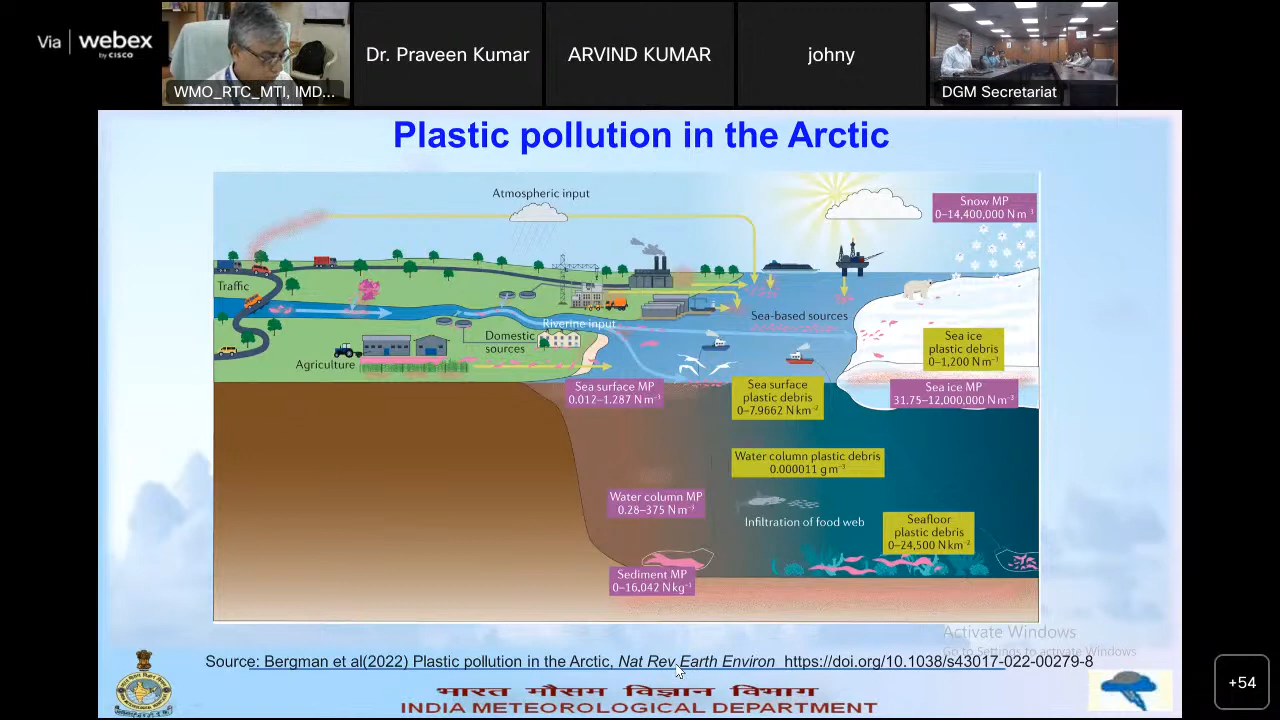 Via webex
by CISCO
WMO_RTC_MTI, IMD...
Dr. Praveen Kumar
ARVIND KUMAR
johny
DGM Secretariat
Plastic pollution in the Arctic
Atmospheric input
Snow MP
0–14,400,000 N m⁻³
Traffic
Riverine input
Sea-based sources
Domestic
sources
Agriculture
Sea ice
plastic debris
0–1,200 N m⁻¹
Sea surface MP
0.012–1.287 N m⁻³
Sea surface
plastic debris
0–7.9662 N km⁻²
Sea ice MP
31.75–12,000,000 N m⁻³
Water column plastic debris
0.000011 g m⁻³
Water column MP
0.28–375 N m⁻³
Infiltration of food web
Seafloor
plastic debris
0–24,500 N km⁻²
Sediment MP
0–16,042 N kg⁻¹
Activate Windows
Go to Settings to activate Windows
Source: Bergman et al(2022) Plastic pollution in the Arctic, Nat Rev Earth Environ https://doi.org/10.1038/s43017-022-00279-8
भारत मौसम विज्ञान विभाग
INDIA METEOROLOGICAL DEPARTMENT
+54